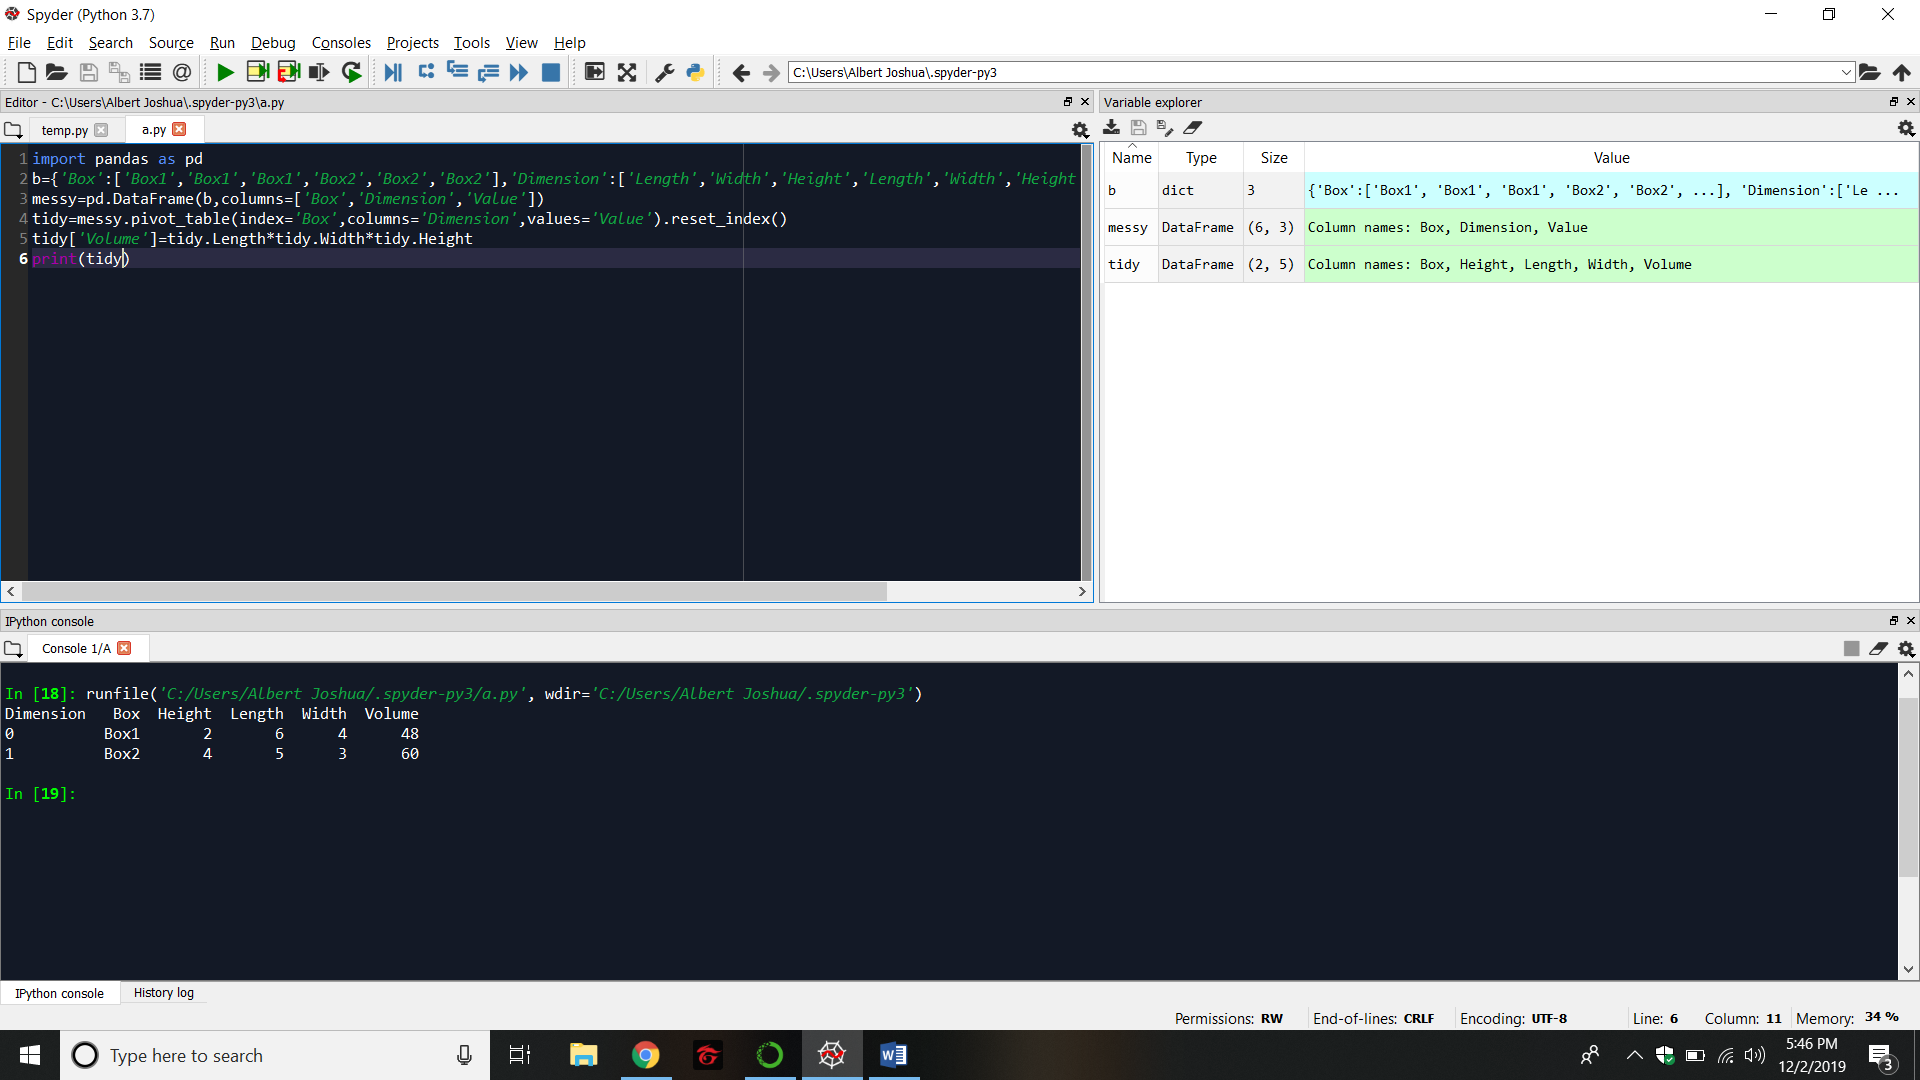 Spyder (Python 3.7)
File Edit Search Source Run Debug Consoles Projects Tools View Help
C:\Users\Albert Joshua\.spyder-py3
Editor - C:\Users\Albert Joshua\.spyder-py3\a.py
temp.py a.py
1 import pandas as pd
2 b={'Box':['Box1','Box1','Box1','Box2','Box2','Box2'],'Dimension':['Length','Width','Height','Length','Width','Height
3 messy=pd.DataFrame(b,columns=['Box','Dimension','Value'])
4 tidy=messy.pivot_table(index='Box',columns='Dimension',values='Value').reset_index()
5 tidy['Volume']=tidy.Length*tidy.Width*tidy.Height
6 print(tidy)
Variable explorer
Name Type Size Value
b dict 3 {'Box':['Box1', 'Box1', 'Box1', 'Box2', 'Box2', ...], 'Dimension':['Le ...
messy DataFrame (6, 3) Column names: Box, Dimension, Value
tidy DataFrame (2, 5) Column names: Box, Height, Length, Width, Volume
IPython console
Console 1/A
In [18]: runfile('C:/Users/Albert Joshua/.spyder-py3/a.py', wdir='C:/Users/Albert Joshua/.spyder-py3')
Dimension Box Height Length Width Volume
0 Box1 2 6 4 48
1 Box2 4 5 3 60
In [19]:
IPython console History log
Permissions: RW End-of-lines: CRLF Encoding: UTF-8 Line: 6 Column: 11 Memory: 34 %
Type here to search
5:46 PM
12/2/2019
3